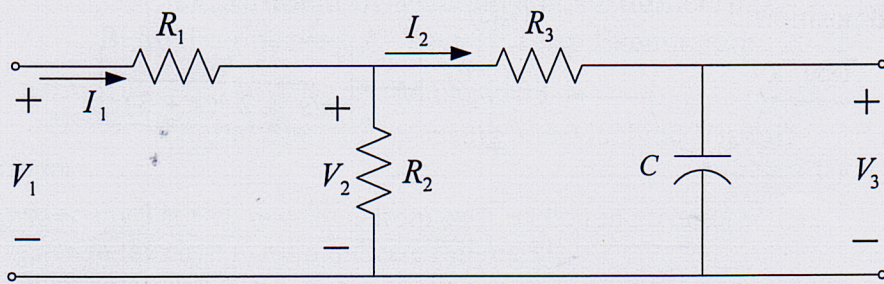 R₁ I₂ R₃
+ I₁ + +
V₁ V₂ R₂ C V₃
− − −